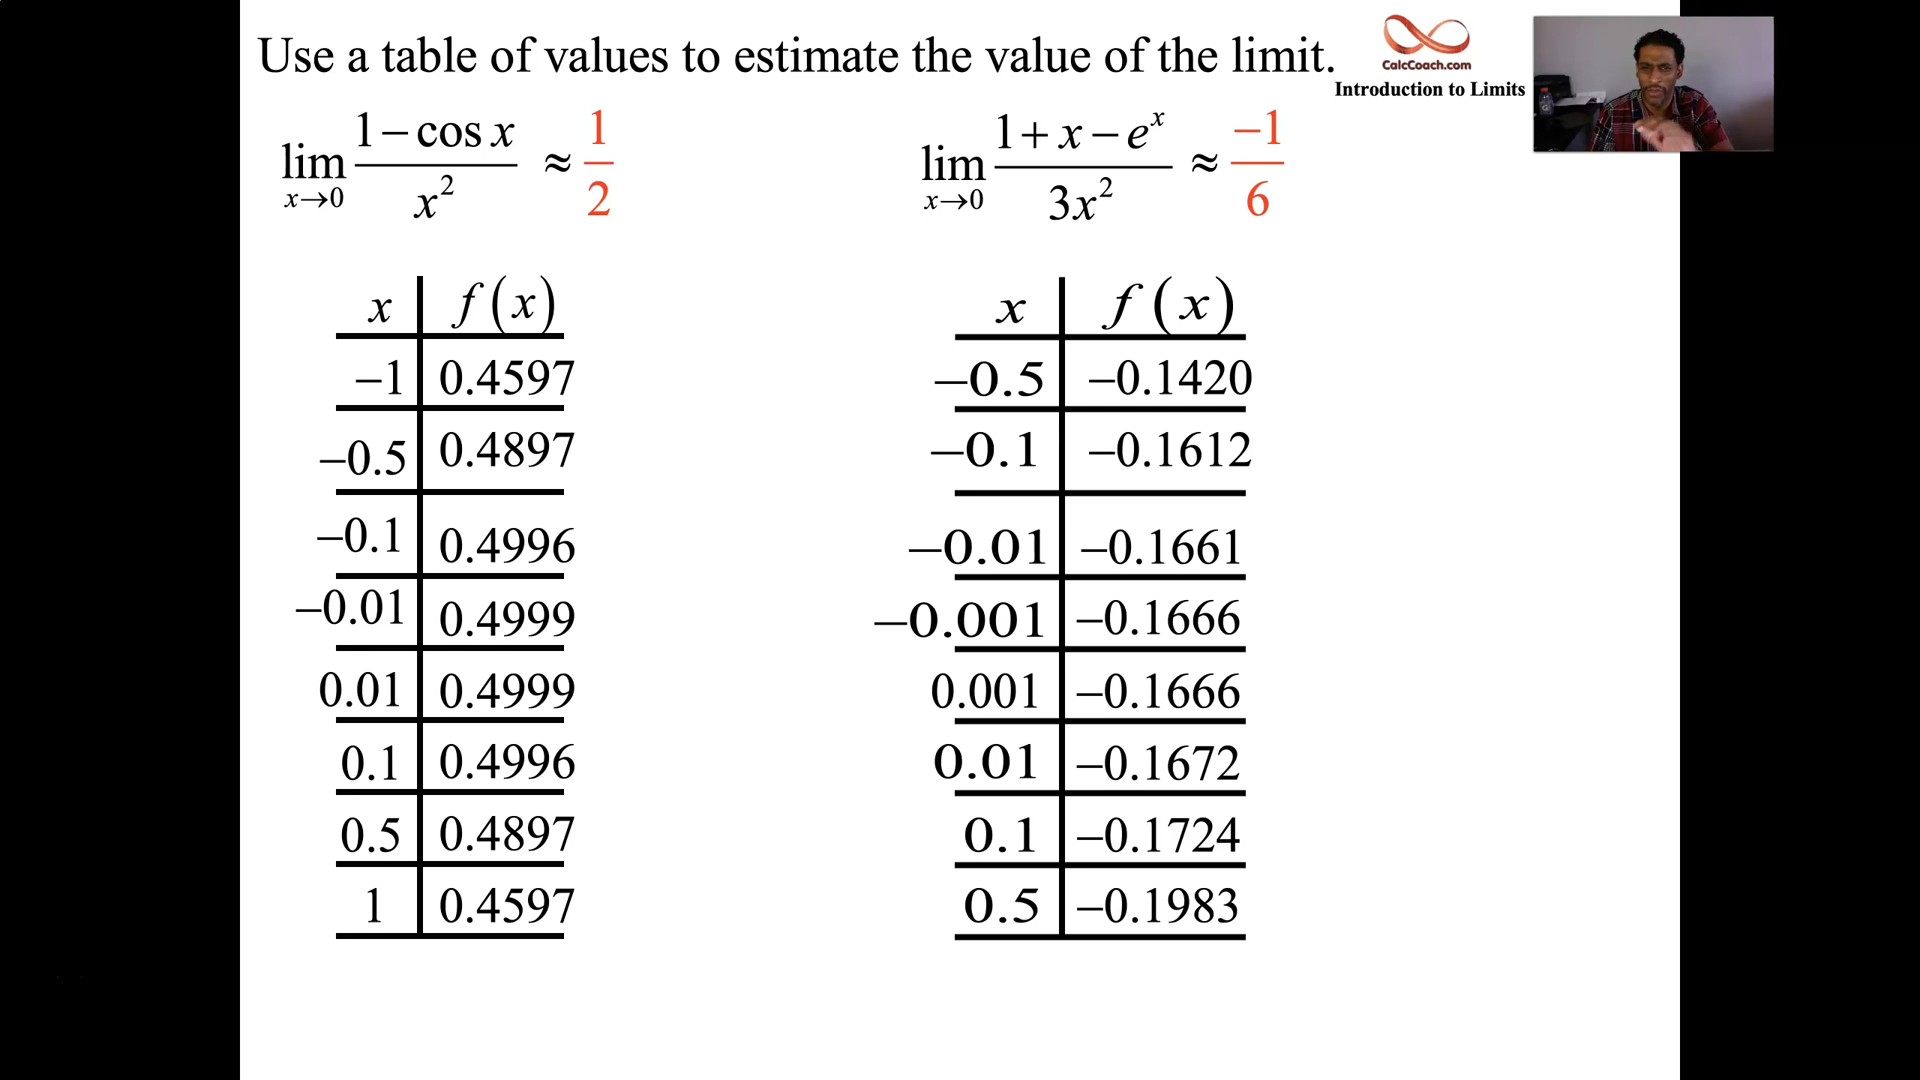 Use a table of values to estimate the value of the limit.
CalcCoach.com
Introduction to Limits
lim x→0 (1 − cos x)/x² ≈ 1/2
x f(x)
−1 0.4597
−0.5 0.4897
−0.1 0.4996
−0.01 0.4999
0.01 0.4999
0.1 0.4996
0.5 0.4897
1 0.4597
lim x→0 (1 + x − eˣ)/3x² ≈ −1/6
x f(x)
−0.5 −0.1420
−0.1 −0.1612
−0.01 −0.1661
−0.001 −0.1666
0.001 −0.1666
0.01 −0.1672
0.1 −0.1724
0.5 −0.1983